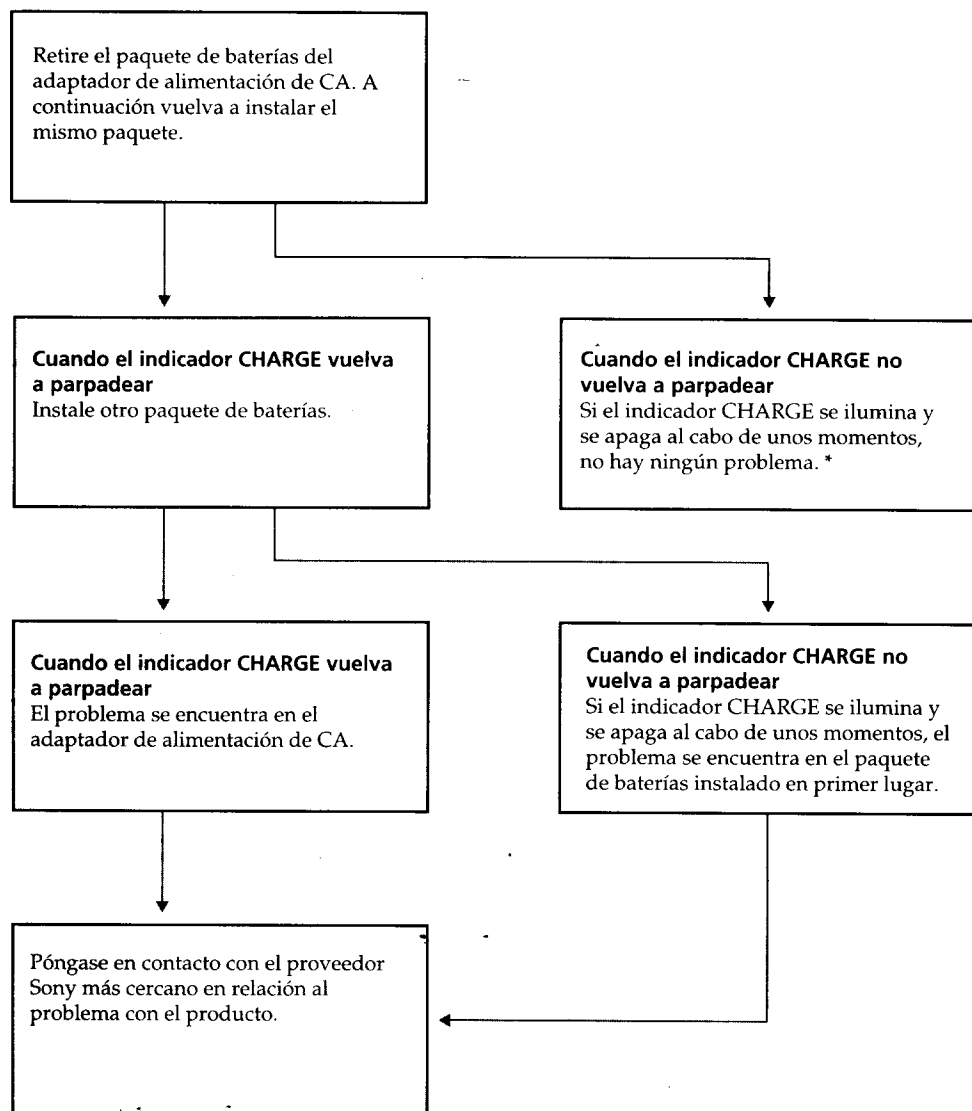 Retire el paquete de baterías del
adaptador de alimentación de CA. A
continuación vuelva a instalar el
mismo paquete.
Cuando el indicador CHARGE vuelva
a parpadear
Instale otro paquete de baterías.
Cuando el indicador CHARGE no
vuelva a parpadear
Si el indicador CHARGE se ilumina y
se apaga al cabo de unos momentos,
no hay ningún problema. *
Cuando el indicador CHARGE vuelva
a parpadear
El problema se encuentra en el
adaptador de alimentación de CA.
Cuando el indicador CHARGE no
vuelva a parpadear
Si el indicador CHARGE se ilumina y
se apaga al cabo de unos momentos, el
problema se encuentra en el paquete
de baterías instalado en primer lugar.
Póngase en contacto con el proveedor
Sony más cercano en relación al
problema con el producto.